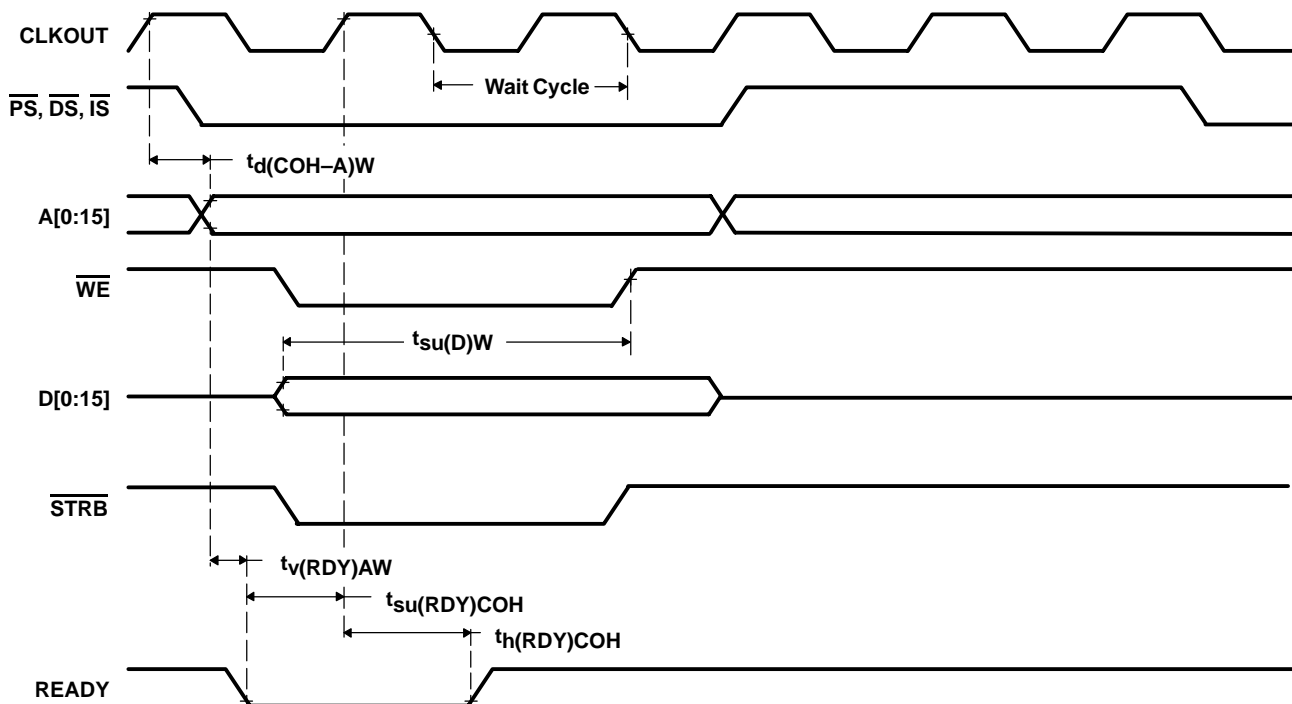 CLKOUT
Wait Cycle
PS, DS, IS
td(COH–A)W
A[0:15]
WE
tsu(D)W
D[0:15]
STRB
tv(RDY)AW
tsu(RDY)COH
th(RDY)COH
READY